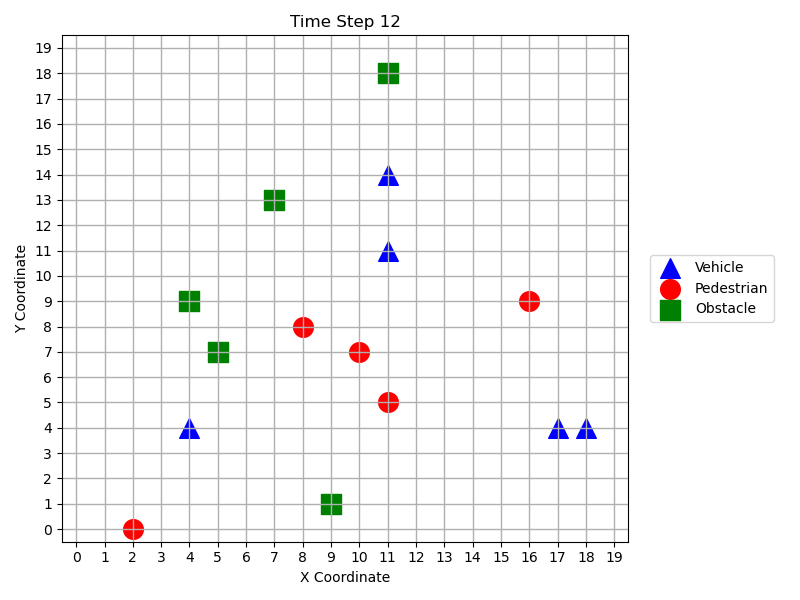 Time Step 12
19
18
17
16
15
14
13
12
11
10
9
8
7
6
5
4
3
2
1
0
Y Coordinate
0 1 2 3 4 5 6 7 8 9 10 11 12 13 14 15 16 17 18 19
X Coordinate
Vehicle
Pedestrian
Obstacle